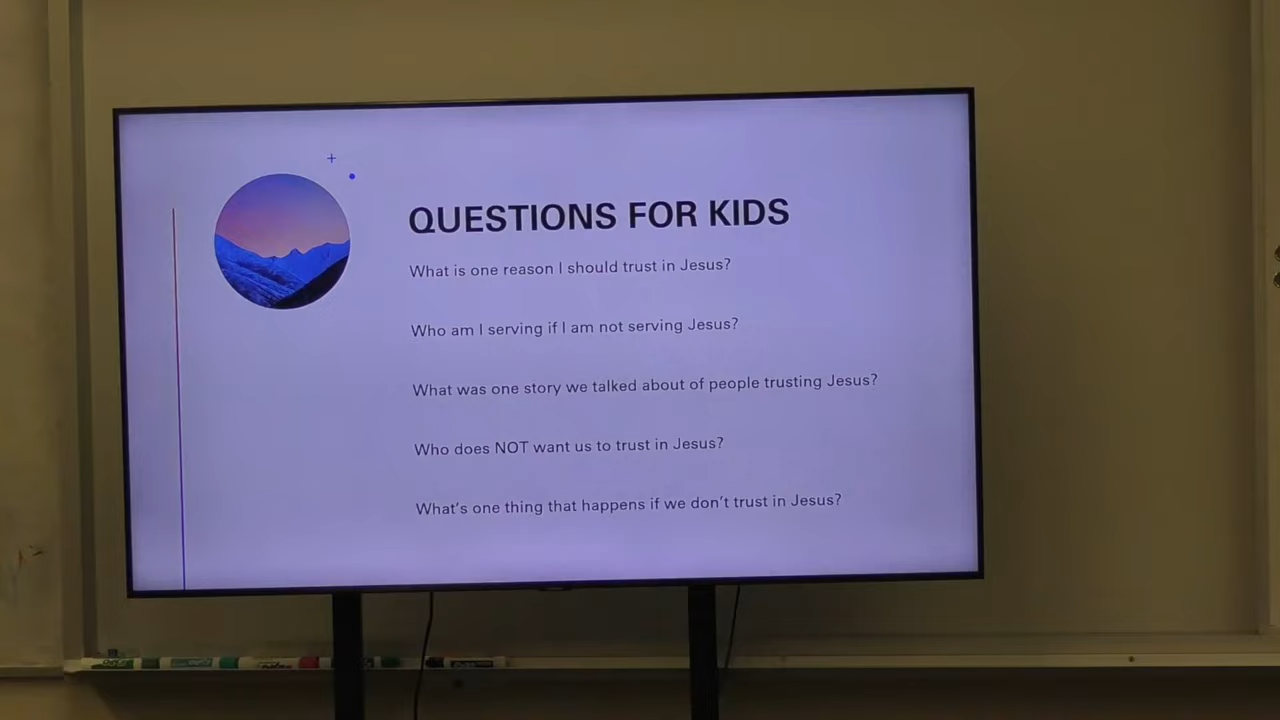 QUESTIONS FOR KIDS
What is one reason I should trust in Jesus?
Who am I serving if I am not serving Jesus?
What was one story we talked about of people trusting Jesus?
Who does NOT want us to trust in Jesus?
What's one thing that happens if we don't trust in Jesus?